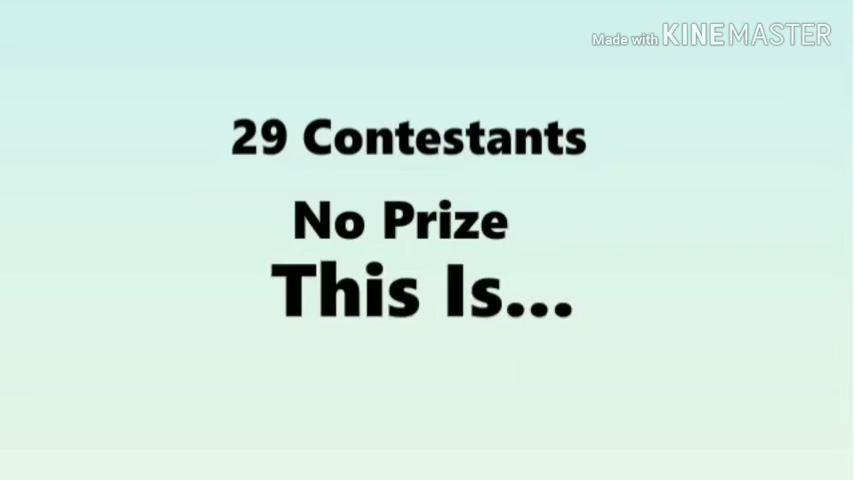 Made with KINEMASTER
29 Contestants
No Prize
This Is...